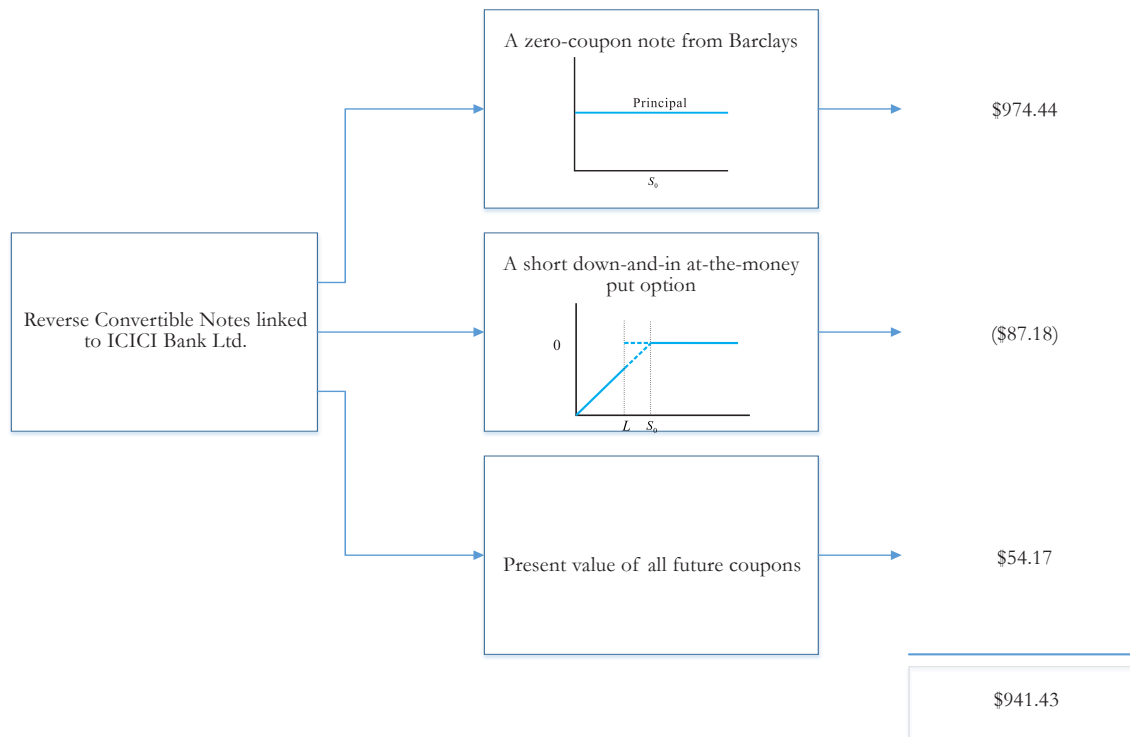 A zero-coupon note from Barclays
Principal
S₀
$974.44
Reverse Convertible Notes linked
to ICICI Bank Ltd.
A short down-and-in at-the-money
put option
0
L S₀
($87.18)
Present value of all future coupons
$54.17
$941.43